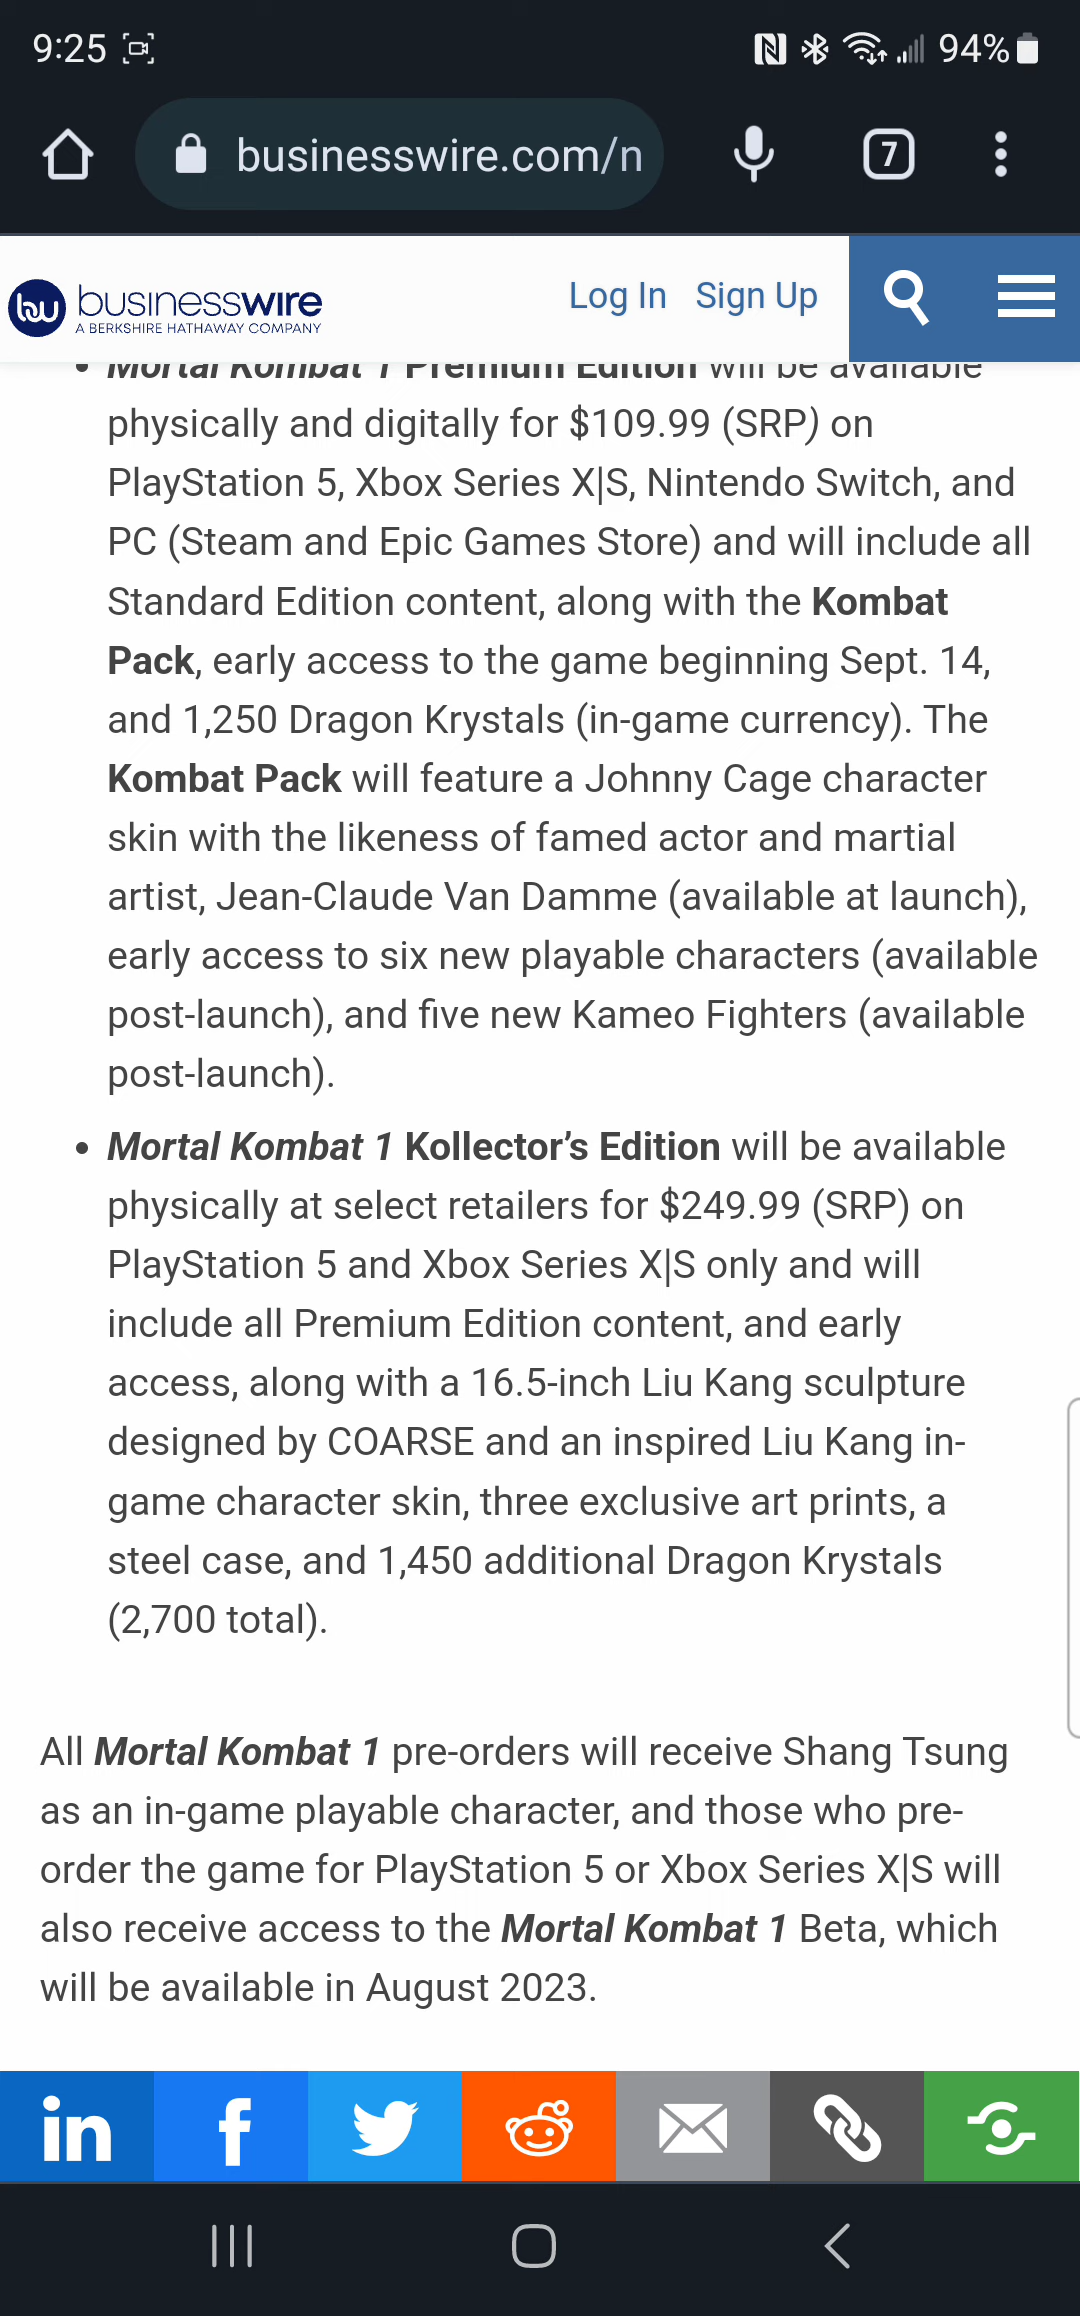 9:25
94%
businesswire.com/n
7
businesswire
A BERKSHIRE HATHAWAY COMPANY
Log In Sign Up
• Mortal Kombat 1 Premium Edition will be available
physically and digitally for $109.99 (SRP) on
PlayStation 5, Xbox Series X|S, Nintendo Switch, and
PC (Steam and Epic Games Store) and will include all
Standard Edition content, along with the Kombat
Pack, early access to the game beginning Sept. 14,
and 1,250 Dragon Krystals (in-game currency). The
Kombat Pack will feature a Johnny Cage character
skin with the likeness of famed actor and martial
artist, Jean-Claude Van Damme (available at launch),
early access to six new playable characters (available
post-launch), and five new Kameo Fighters (available
post-launch).
• Mortal Kombat 1 Kollector’s Edition will be available
physically at select retailers for $249.99 (SRP) on
PlayStation 5 and Xbox Series X|S only and will
include all Premium Edition content, and early
access, along with a 16.5-inch Liu Kang sculpture
designed by COARSE and an inspired Liu Kang in-
game character skin, three exclusive art prints, a
steel case, and 1,450 additional Dragon Krystals
(2,700 total).
All Mortal Kombat 1 pre-orders will receive Shang Tsung
as an in-game playable character, and those who pre-
order the game for PlayStation 5 or Xbox Series X|S will
also receive access to the Mortal Kombat 1 Beta, which
will be available in August 2023.